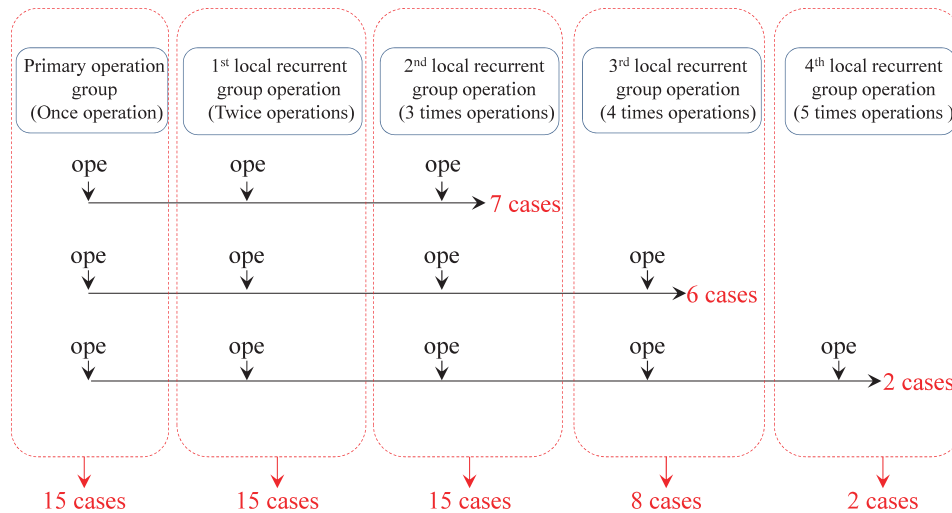 Primary operation
group
(Once operation)
1st local recurrent
group operation
(Twice operations)
2nd local recurrent
group operation
(3 times operations)
3rd local recurrent
group operation
(4 times operations)
4th local recurrent
group operation
(5 times operations )
ope ope ope
7 cases
ope ope ope ope
6 cases
ope ope ope ope ope
2 cases
15 cases 15 cases 15 cases 8 cases 2 cases